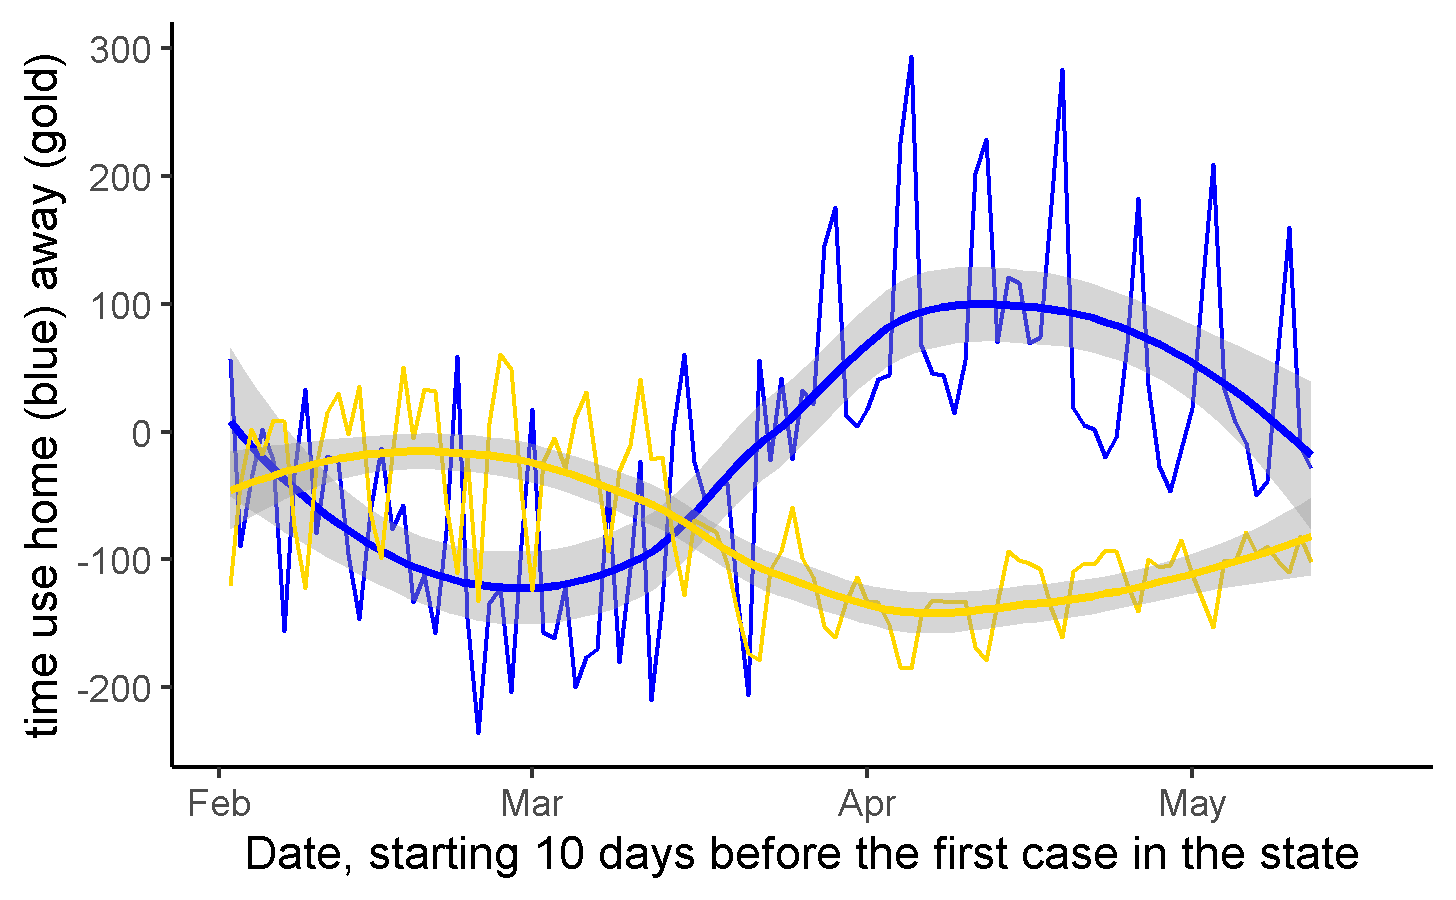 time use home (blue) away (gold)
300
200
100
0
-100
-200
Feb
Mar
Apr
May
Date, starting 10 days before the first case in the state